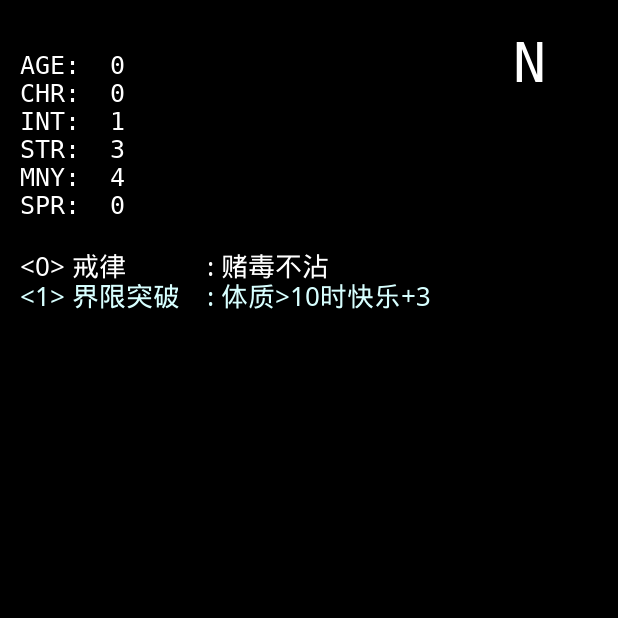 N
AGE: 0
CHR: 0
INT: 1
STR: 3
MNY: 4
SPR: 0
<0> 戒律 : 赌毒不沾
<1> 界限突破 : 体质>10时快乐+3